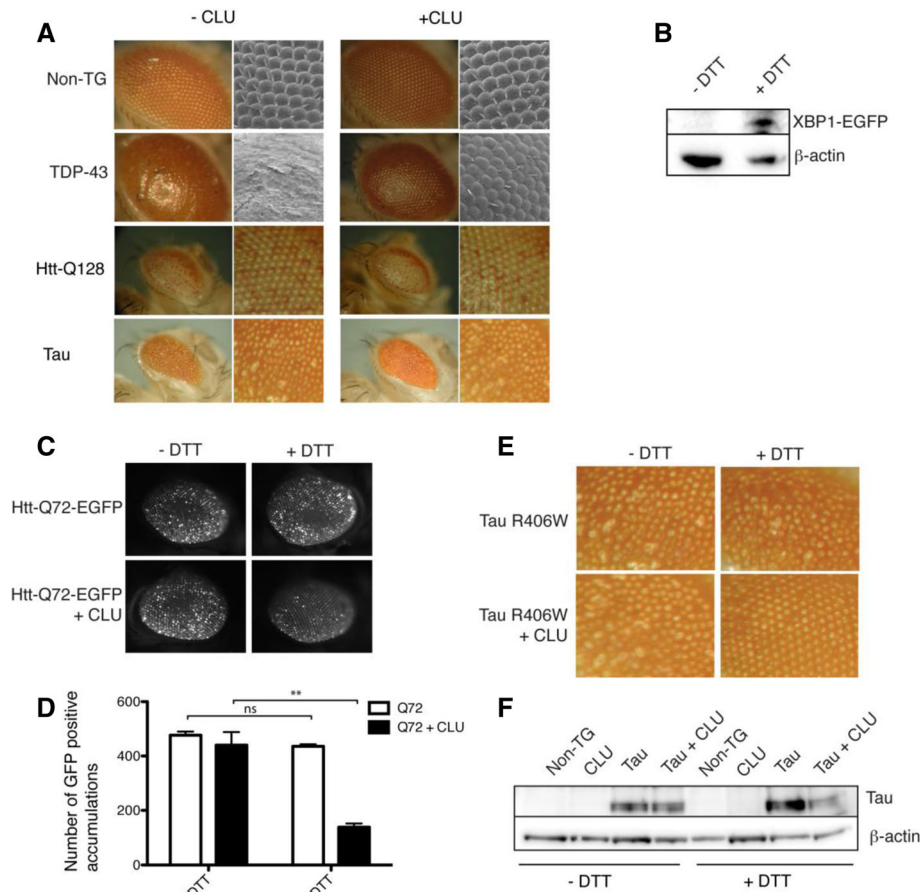 A
- CLU
+CLU
Non-TG
TDP-43
Htt-Q128
Tau
B
- DTT
+ DTT
XBP1-EGFP
β-actin
C
- DTT
+ DTT
Htt-Q72-EGFP
Htt-Q72-EGFP
+ CLU
D
Number of GFP positive
accumulations
600
400
200
0
ns
**
Q72
Q72 + CLU
DTT
DTT
E
- DTT
+ DTT
Tau R406W
Tau R406W
+ CLU
F
Non-TG
CLU
Tau
Tau + CLU
Non-TG
CLU
Tau
Tau + CLU
Tau
β-actin
- DTT
+ DTT